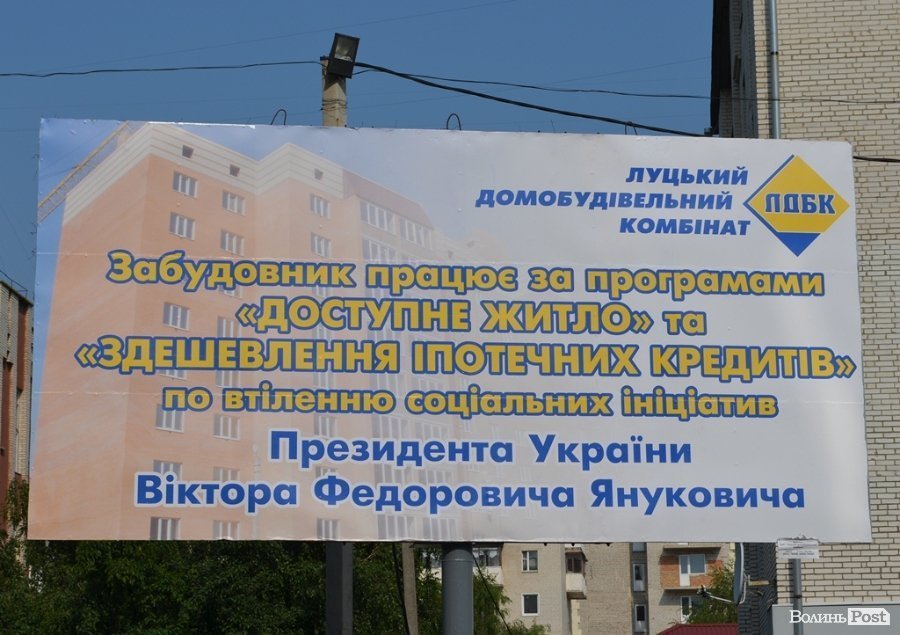 ЛУЦЬКИЙ
ДОМОБУДІВЕЛЬНИЙ
КОМБІНАТ
ЛДБК
Забудовник працює за програмами
«ДОСТУПНЕ ЖИТЛО» та
«ЗДЕШЕВЛЕННЯ ІПОТЕЧНИХ КРЕДИТІВ»
по втіленню соціальних ініціатив
Президента України
Віктора Федоровича Януковича
ВолиньPost